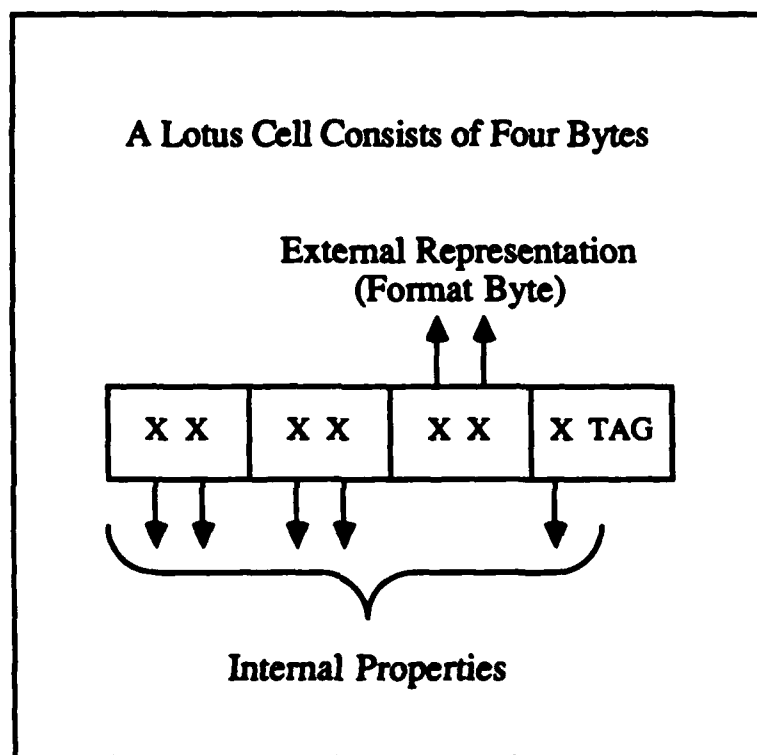 A Lotus Cell Consists of Four Bytes
External Representation
(Format Byte)
X X X X X X X TAG
Internal Properties